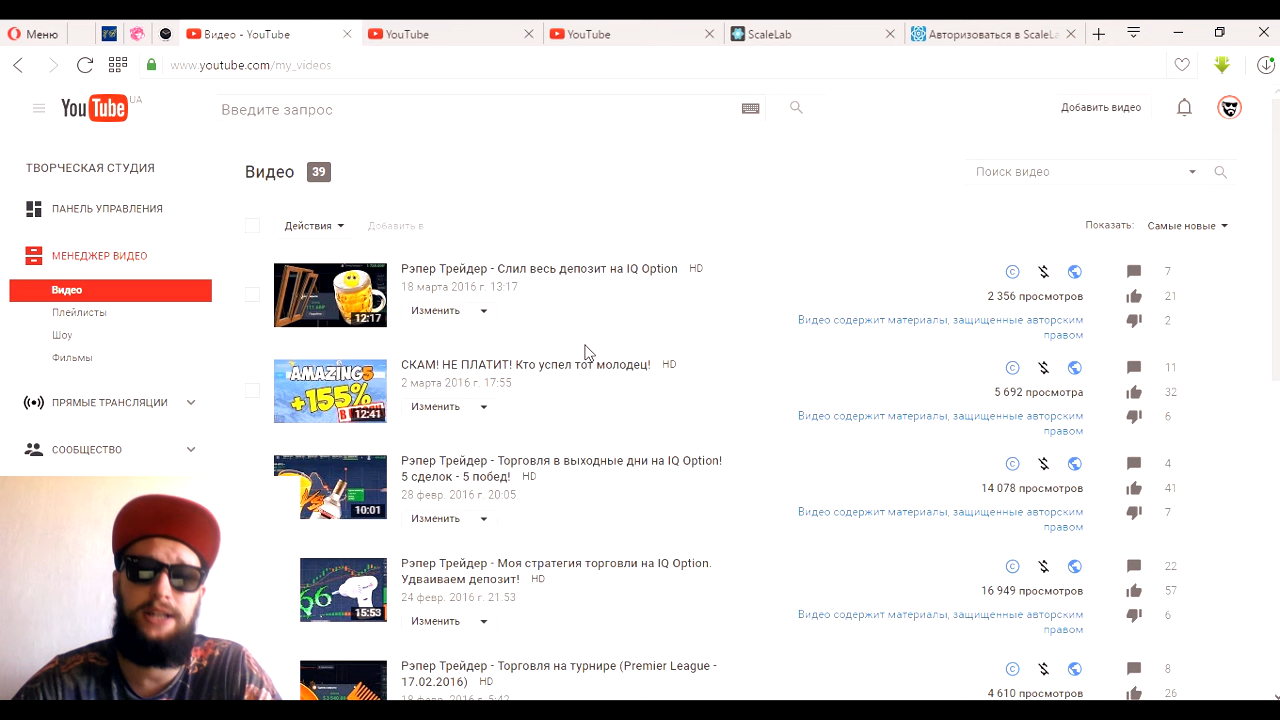 Меню
Видео - YouTube
YouTube
YouTube
ScaleLab
Авторизоваться в ScaleL
www.youtube.com/my_videos
YouTube UA
Введите запрос
Добавить видео
ТВОРЧЕСКАЯ СТУДИЯ
ПАНЕЛЬ УПРАВЛЕНИЯ
МЕНЕДЖЕР ВИДЕО
Видео
Плейлисты
Шоу
Фильмы
ПРЯМЫЕ ТРАНСЛЯЦИИ
СООБЩЕСТВО
Видео 39
Поиск видео
Действия
Добавить в
Показать:
Самые новые
12:17
Рэпер Трейдер - Слил весь депозит на IQ Option HD
18 марта 2016 г. 13:17
Изменить
7
2 356 просмотров
21
Видео содержит материалы, защищенные авторским
правом
2
AMAZING5
+155%
12:41
СКАМ! НЕ ПЛАТИТ! Кто успел тот молодец! HD
2 марта 2016 г. 17:55
Изменить
11
5 692 просмотра
32
Видео содержит материалы, защищенные авторским
правом
6
10:01
Рэпер Трейдер - Торговля в выходные дни на IQ Option!
5 сделок - 5 побед! HD
28 февр. 2016 г. 20:05
Изменить
4
14 078 просмотров
41
Видео содержит материалы, защищенные авторским
правом
7
66
15:53
Рэпер Трейдер - Моя стратегия торговли на IQ Option.
Удваиваем депозит! HD
24 февр. 2016 г. 21:53
Изменить
22
16 949 просмотров
57
Видео содержит материалы, защищенные авторским
правом
6
Рэпер Трейдер - Торговля на турнире (Premier League -
17.02.2016) HD
18 февр. 2016 г. 5:42
8
4 610 просмотров
26